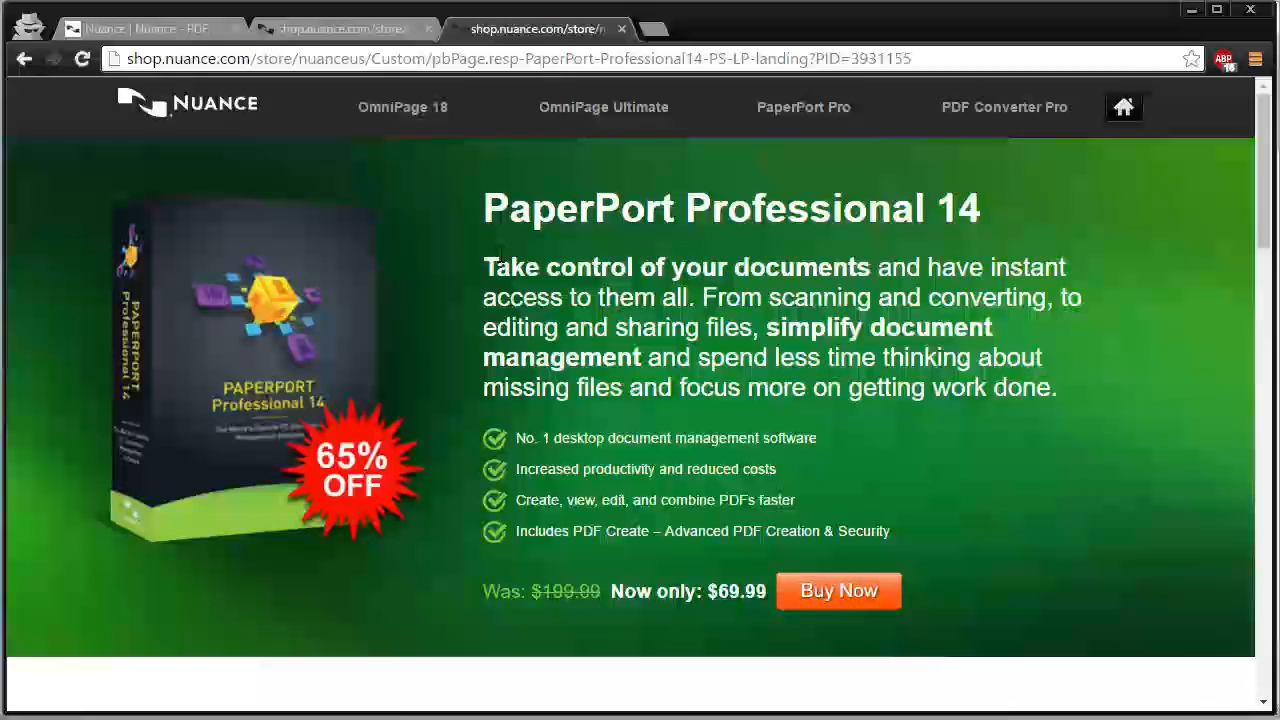 Nuance | Nuance - PDF
shop.nuance.com/store/
shop.nuance.com/store/n
shop.nuance.com/store/nuanceus/Custom/pbPage.resp-PaperPort-Professional14-PS-LP-landing?PID=3931155
ABP
16
NUANCE
OmniPage 18
OmniPage Ultimate
PaperPort Pro
PDF Converter Pro
PaperPort Professional 14
Take control of your documents and have instant
access to them all. From scanning and converting, to
editing and sharing files, simplify document
management and spend less time thinking about
missing files and focus more on getting work done.
PAPERPORT
Professional 14
PAPERPORT
Professional 14
65%
OFF
No. 1 desktop document management software
Increased productivity and reduced costs
Create, view, edit, and combine PDFs faster
Includes PDF Create – Advanced PDF Creation & Security
Was: $199.99 Now only: $69.99
Buy Now